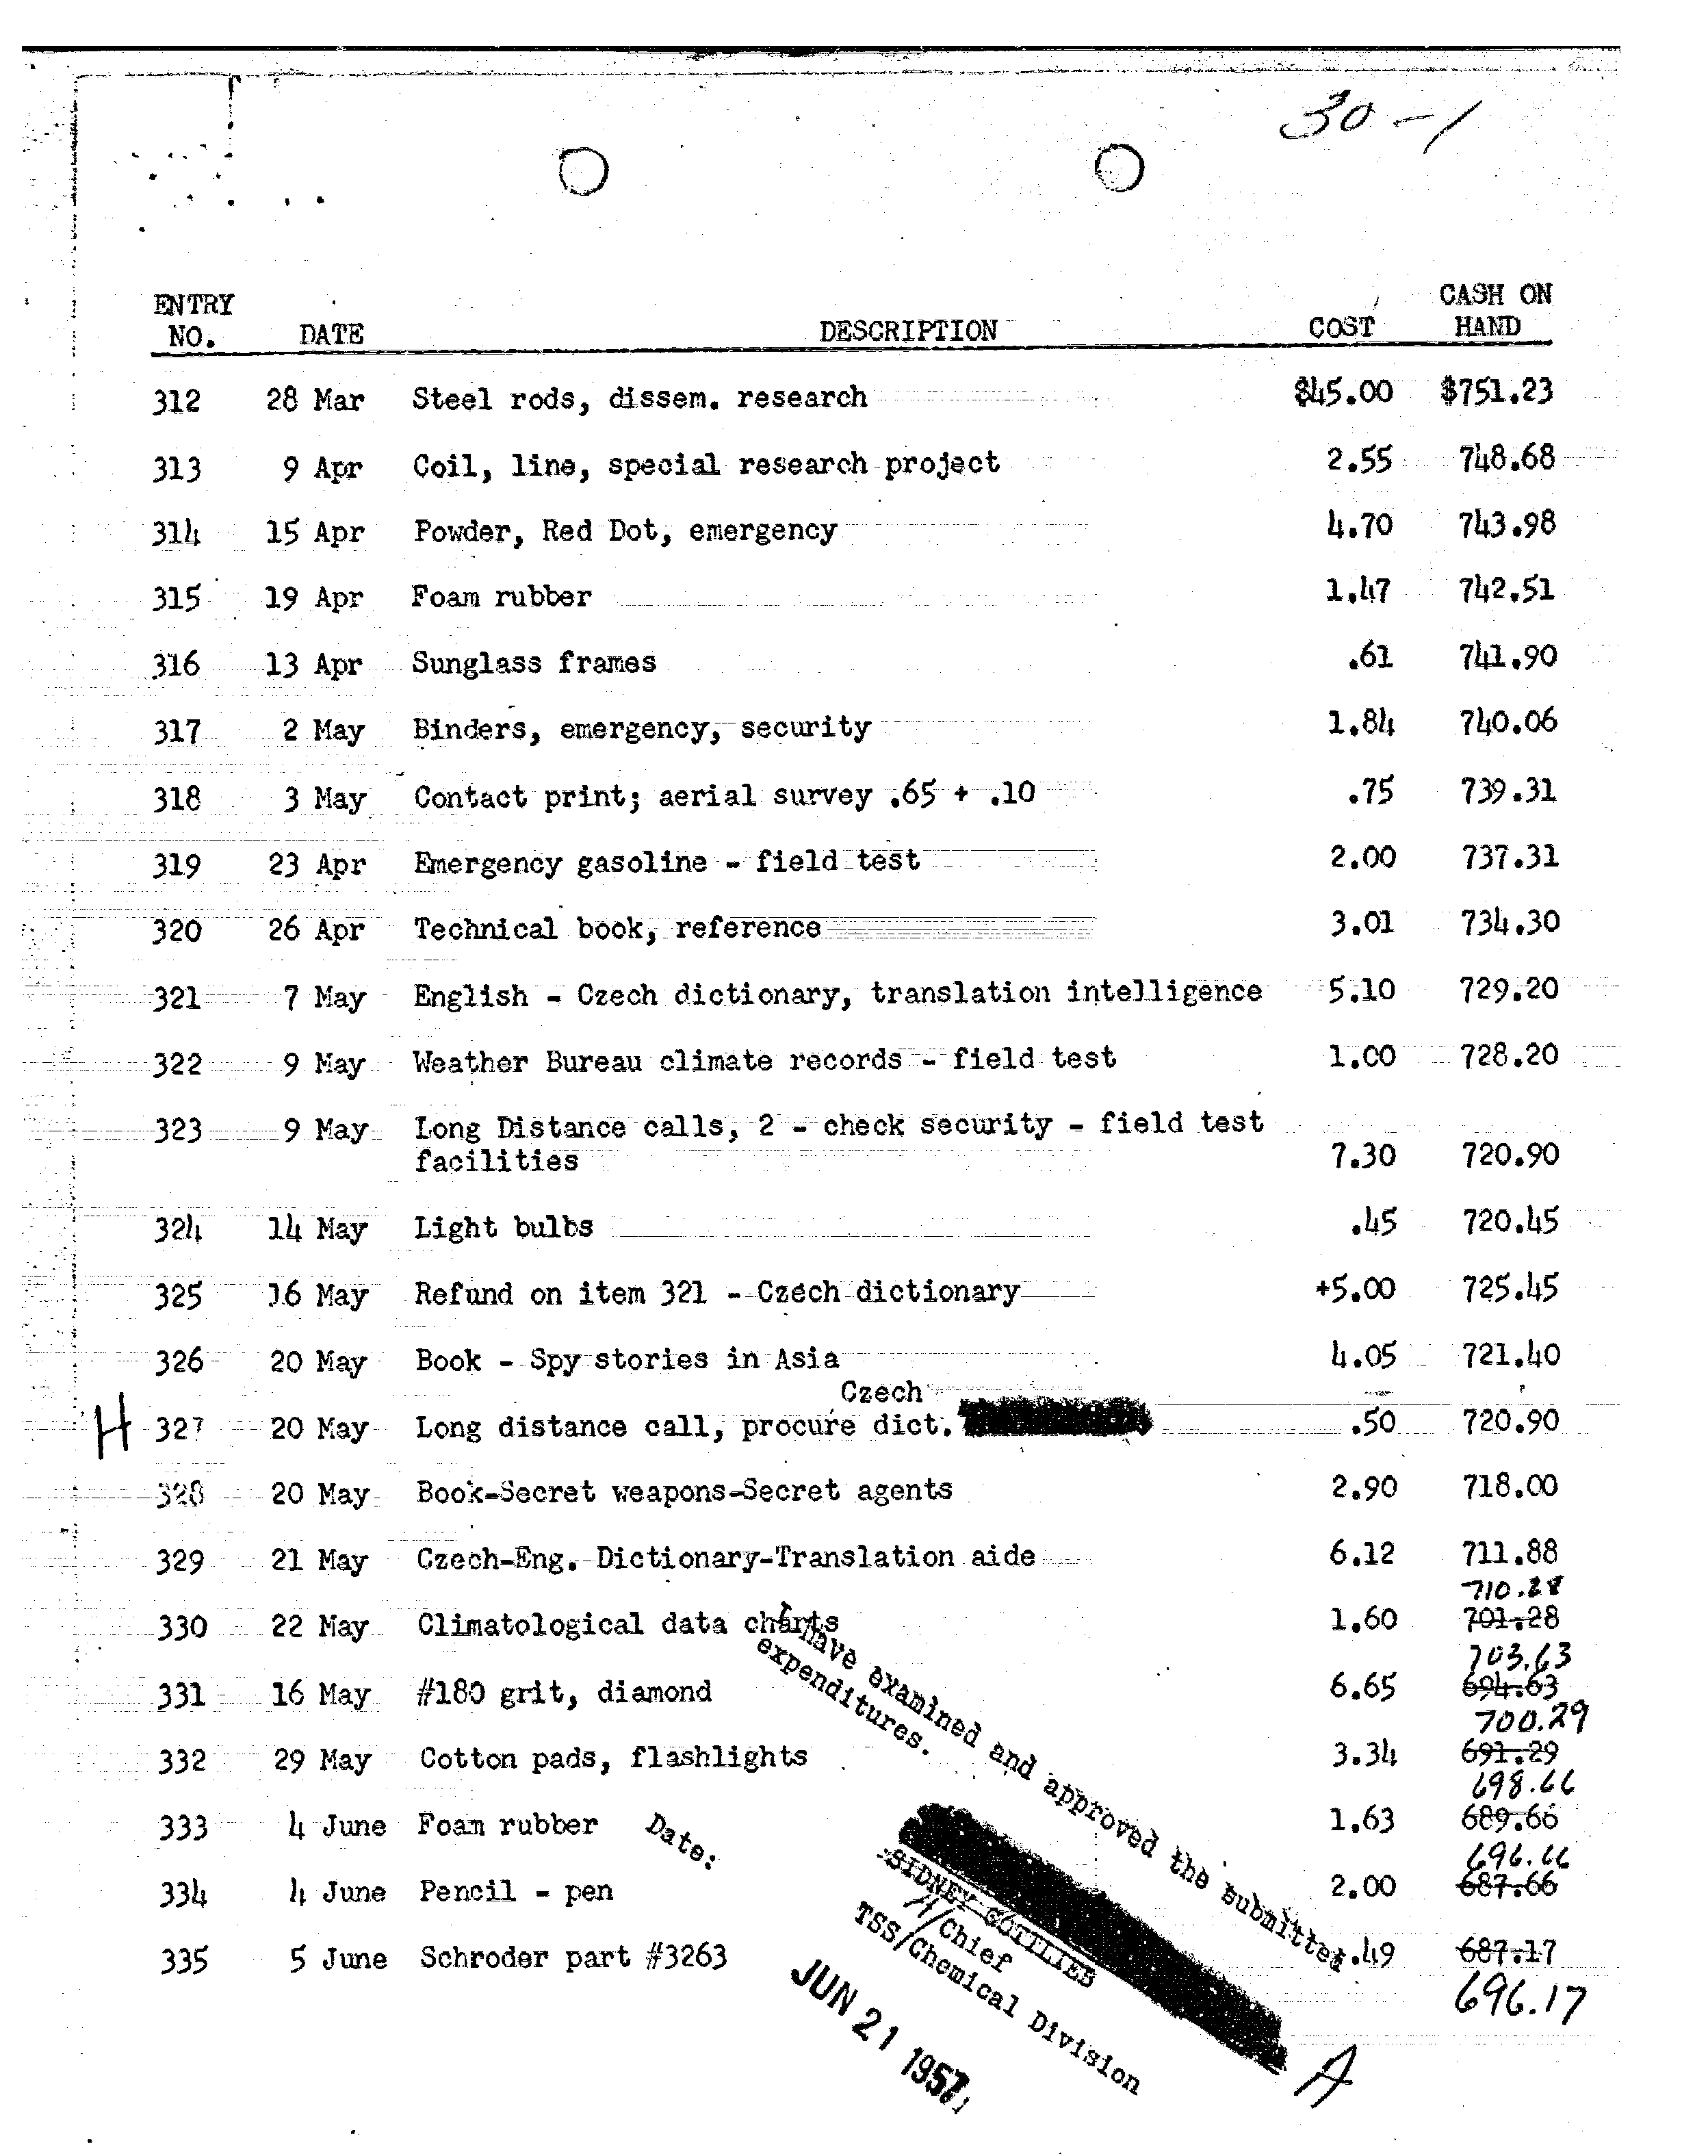 30-1
ENTRY NO. DATE DESCRIPTION COST CASH ON HAND
312 28 Mar Steel rods, dissem. research $45.00 $751.23
313 9 Apr Coil, line, special research project 2.55 748.68
314 15 Apr Powder, Red Dot, emergency 4.70 743.98
315 19 Apr Foam rubber 1.47 742.51
316 13 Apr Sunglass frames .61 741.90
317 2 May Binders, emergency, security 1.84 740.06
318 3 May Contact print; aerial survey .65 + .10 .75 739.31
319 23 Apr Emergency gasoline - field test 2.00 737.31
320 26 Apr Technical book, reference 3.01 734.30
321 7 May English - Czech dictionary, translation intelligence 5.10 729.20
322 9 May Weather Bureau climate records - field test 1.00 728.20
323 9 May Long Distance calls, 2 - check security - field test
facilities 7.30 720.90
324 14 May Light bulbs .45 720.45
325 16 May Refund on item 321 - Czech dictionary +5.00 725.45
326 20 May Book - Spy stories in Asia 4.05 721.40
Czech
H 327 20 May Long distance call, procure dict. .50 720.90
328 20 May Book-Secret weapons-Secret agents 2.90 718.00
329 21 May Czech-Eng. Dictionary-Translation aide 6.12 711.88
710.28
330 22 May Climatological data charts 1.60 701.28
703.63
331 16 May #180 grit, diamond 6.65 694.63
700.29
332 29 May Cotton pads, flashlights 3.34 691.29
698.66
333 4 June Foam rubber 1.63 689.66
696.66
334 4 June Pencil - pen 2.00 687.66
335 5 June Schroder part #3263 .49 687.17
696.17
I have examined and approved the submitted
expenditures.
Date:
SIDNEY GOTTLIEB
Chief
TSS/Chemical Division
JUN 21 1957
A